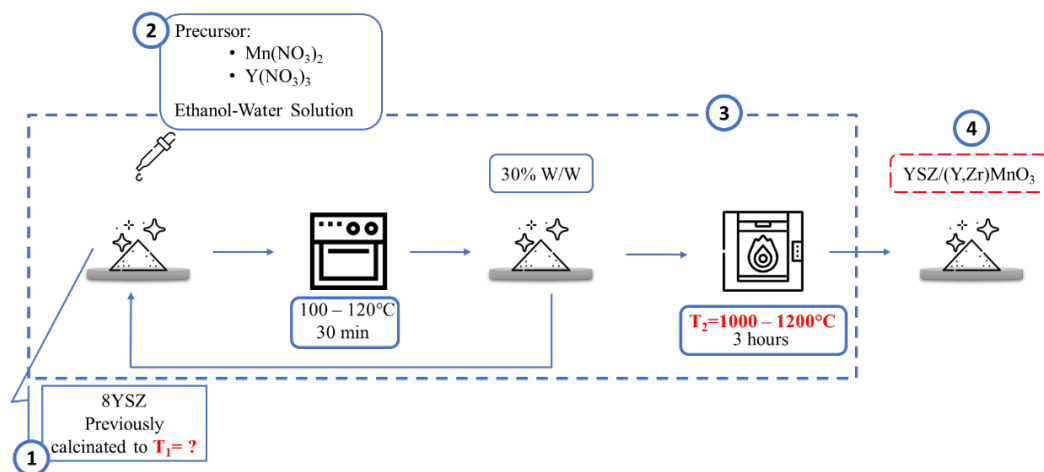 2
Precursor:
• Mn(NO₃)₂
• Y(NO₃)₃
Ethanol-Water Solution
3
4
30% W/W
YSZ/(Y,Zr)MnO₃
100 – 120°C
30 min
T₂=1000 – 1200°C
3 hours
8YSZ
Previously
calcinated to T₁= ?
1